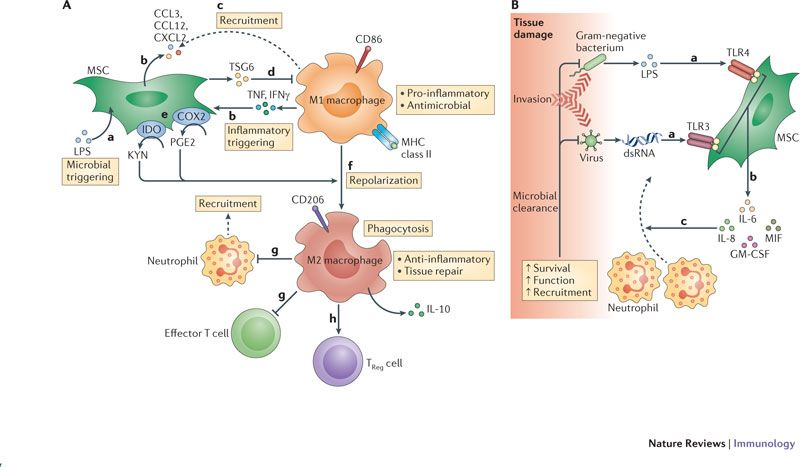 A
CCL3,
CCL12,
CXCL2
c
Recruitment
CD86
b
MSC
TSG6
d
M1 macrophage
• Pro-inflammatory
• Antimicrobial
TNF, IFNγ
e
COX2
b
IDO
LPS
a
KYN
PGE2
Inflammatory
triggering
MHC
class II
Microbial
triggering
f
Repolarization
Recruitment
CD206
Phagocytosis
Neutrophil
g
M2 macrophage
• Anti-inflammatory
• Tissue repair
g
IL-10
Effector T cell
h
TReg cell
B
Tissue
damage
Gram-negative
bacterium
LPS
a
TLR4
Invasion
TLR3
a
MSC
Virus
dsRNA
b
Microbial
clearance
IL-6
c
IL-8
MIF
GM-CSF
↑ Survival
↑ Function
↑ Recruitment
Neutrophil
Nature Reviews | Immunology